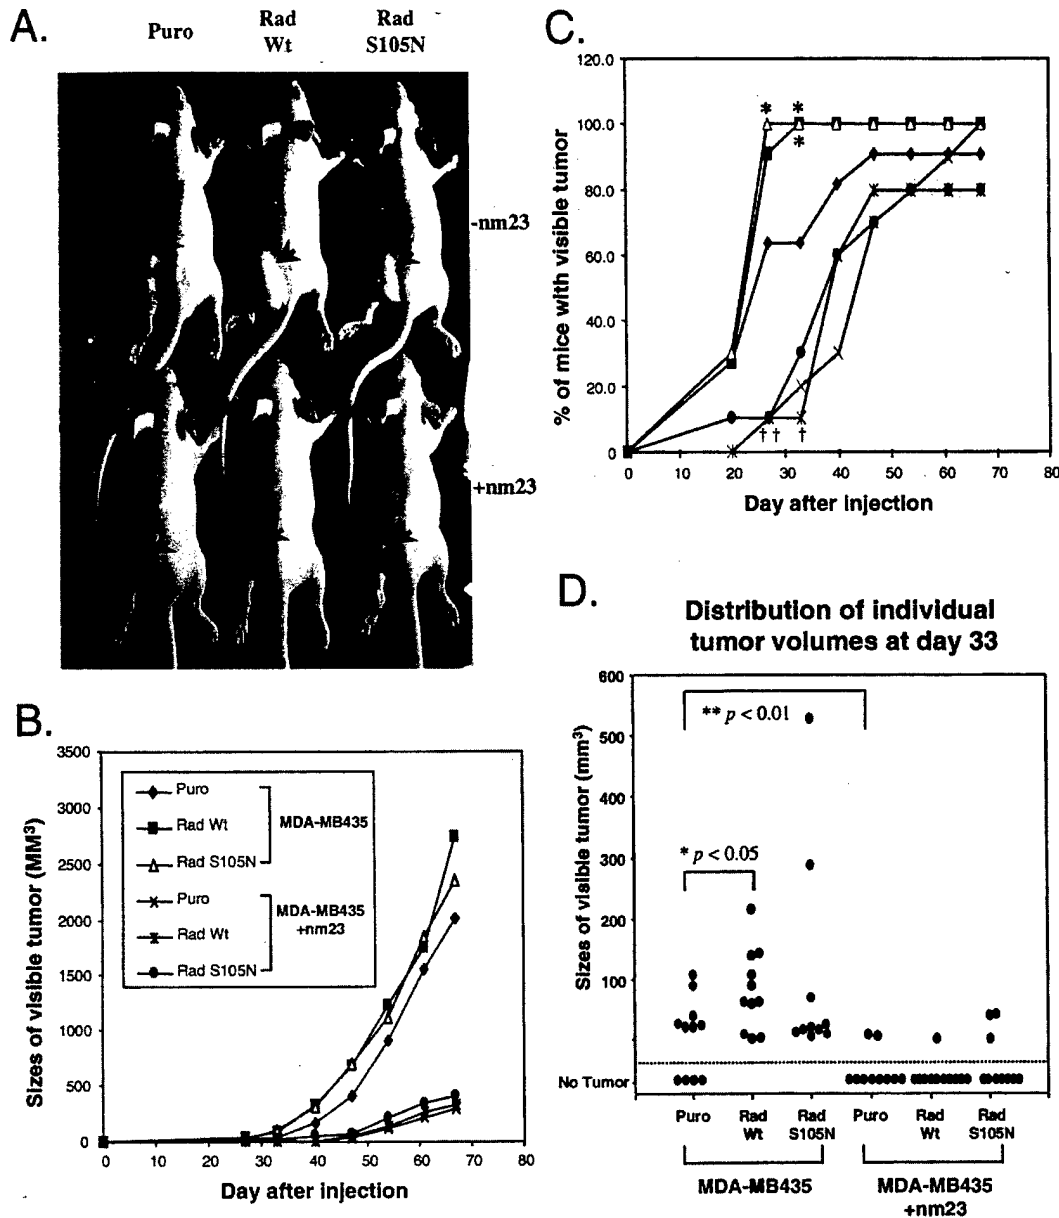 A.
Puro
Rad
Wt
Rad
S105N
-nm23
+nm23
B.
Sizes of visible tumor (MM³)
3500
3000
2500
2000
1500
1000
500
0
0 10 20 30 40 50 60 70 80
Day after injection
Puro
Rad Wt
Rad S105N
MDA-MB435
Puro
Rad Wt
Rad S105N
MDA-MB435
+nm23
C.
% of mice with visible tumor
120.0
100.0
80.0
60.0
40.0
20.0
0
* *
*
† † †
0 10 20 30 40 50 60 70 80
Day after injection
D.
Distribution of individual
tumor volumes at day 33
Sizes of visible tumor (mm³)
600
500
400
300
200
100
No Tumor
** p < 0.01
* p < 0.05
Puro
Rad
Wt
Rad
S105N
Puro
Rad
Wt
Rad
S105N
MDA-MB435
MDA-MB435
+nm23